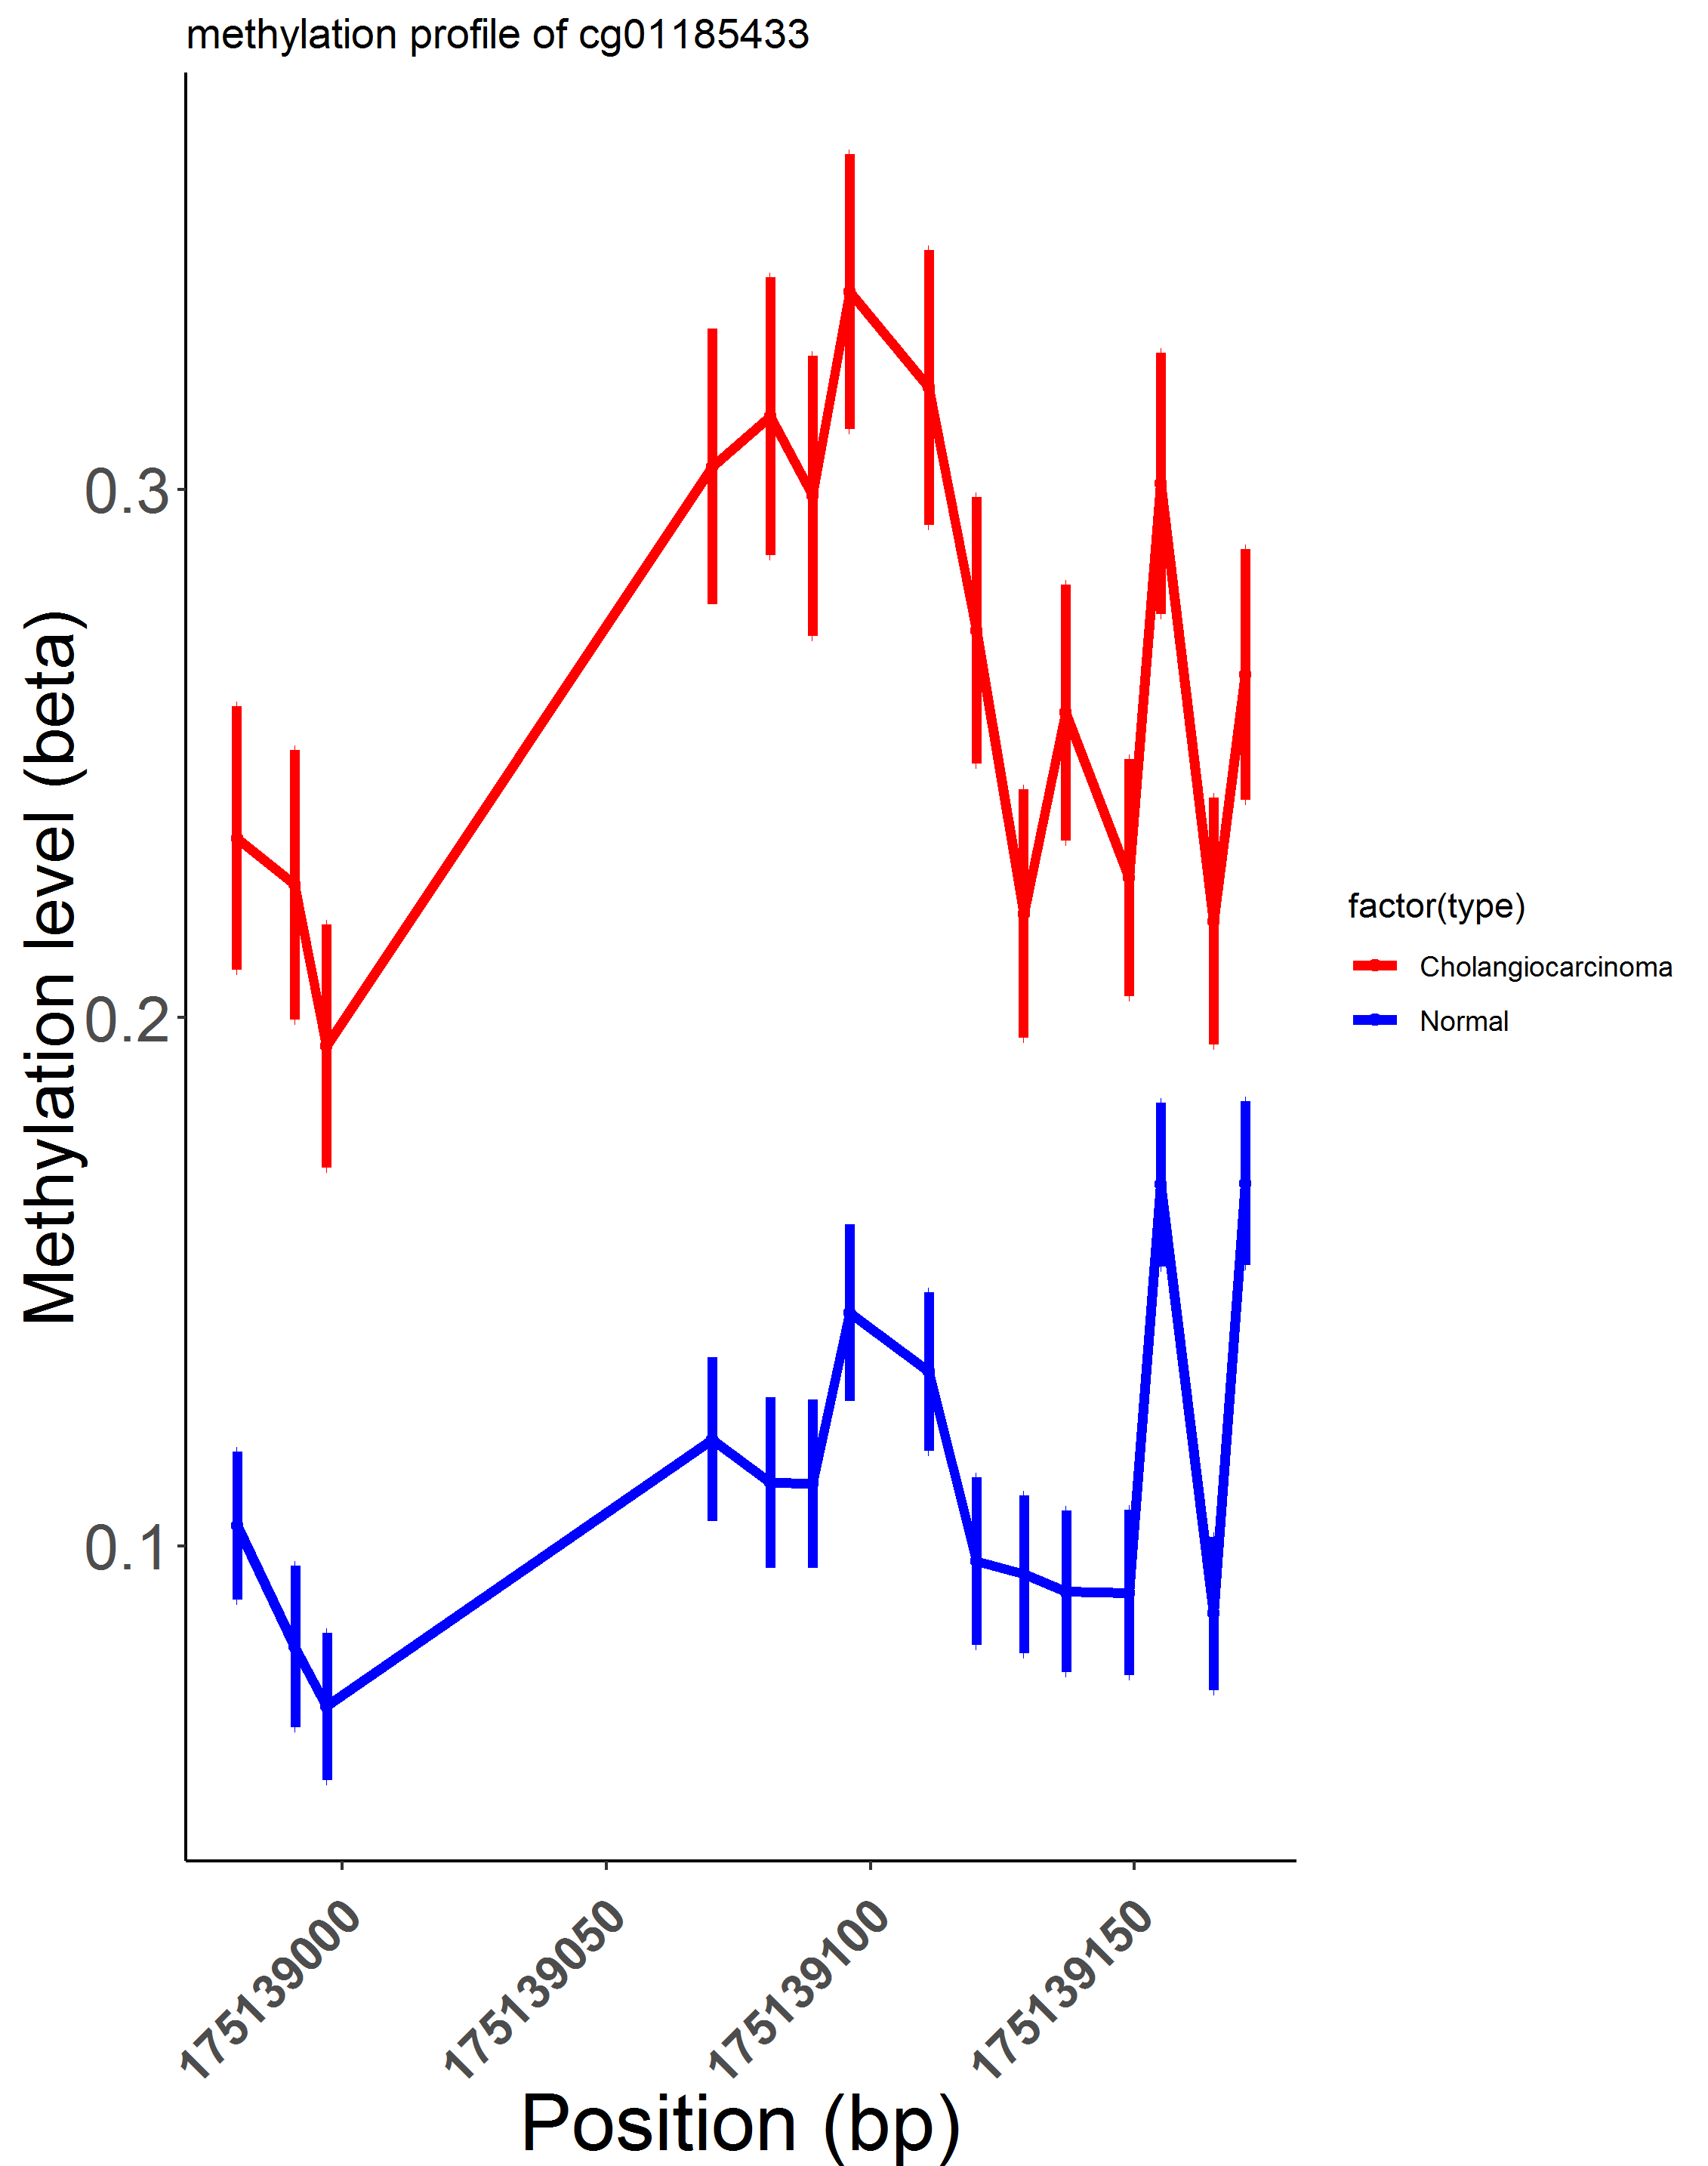 methylation profile of cg01185433
Methylation level (beta)
0.3
0.2
0.1
175139000
175139050
175139100
175139150
Position (bp)
factor(type)
Cholangiocarcinoma
Normal